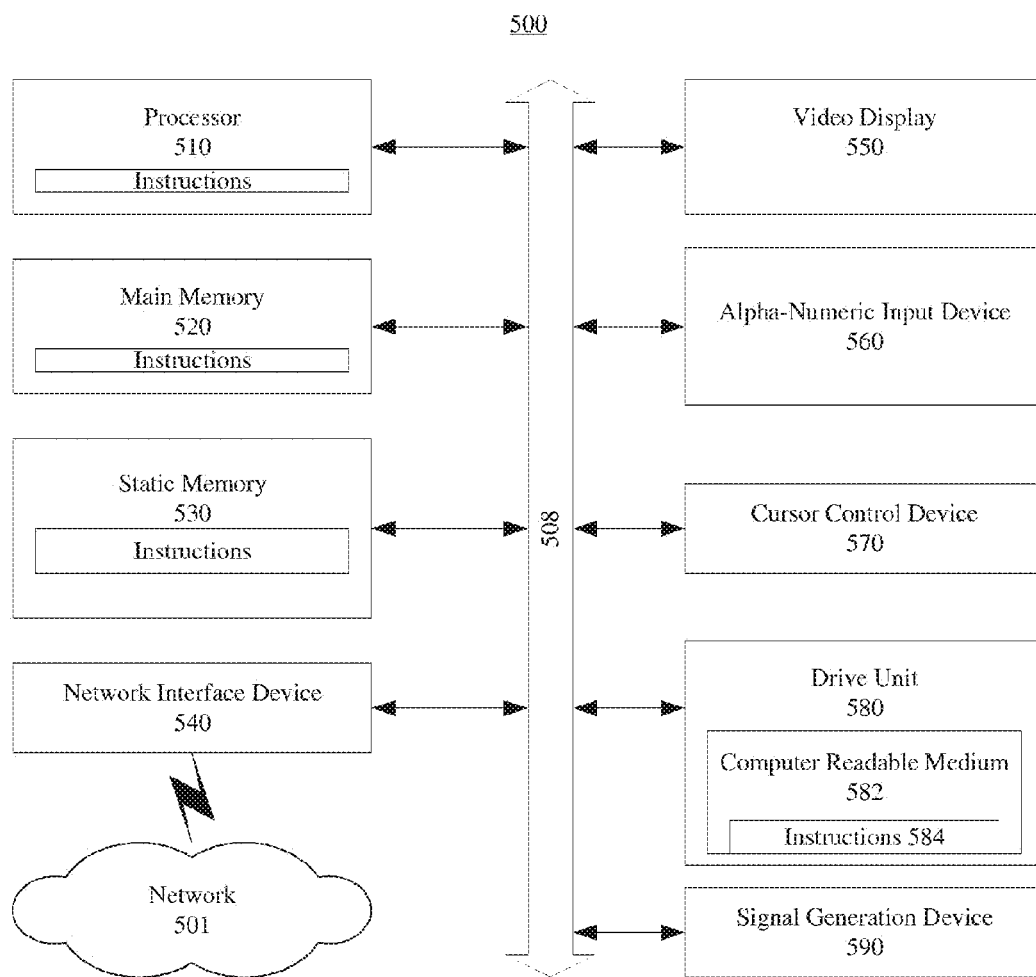 500
Processor
510
Instructions
Main Memory
520
Instructions
Static Memory
530
Instructions
Network Interface Device
540
Network
501
508
Video Display
550
Alpha-Numeric Input Device
560
Cursor Control Device
570
Drive Unit
580
Computer Readable Medium
582
Instructions 584
Signal Generation Device
590